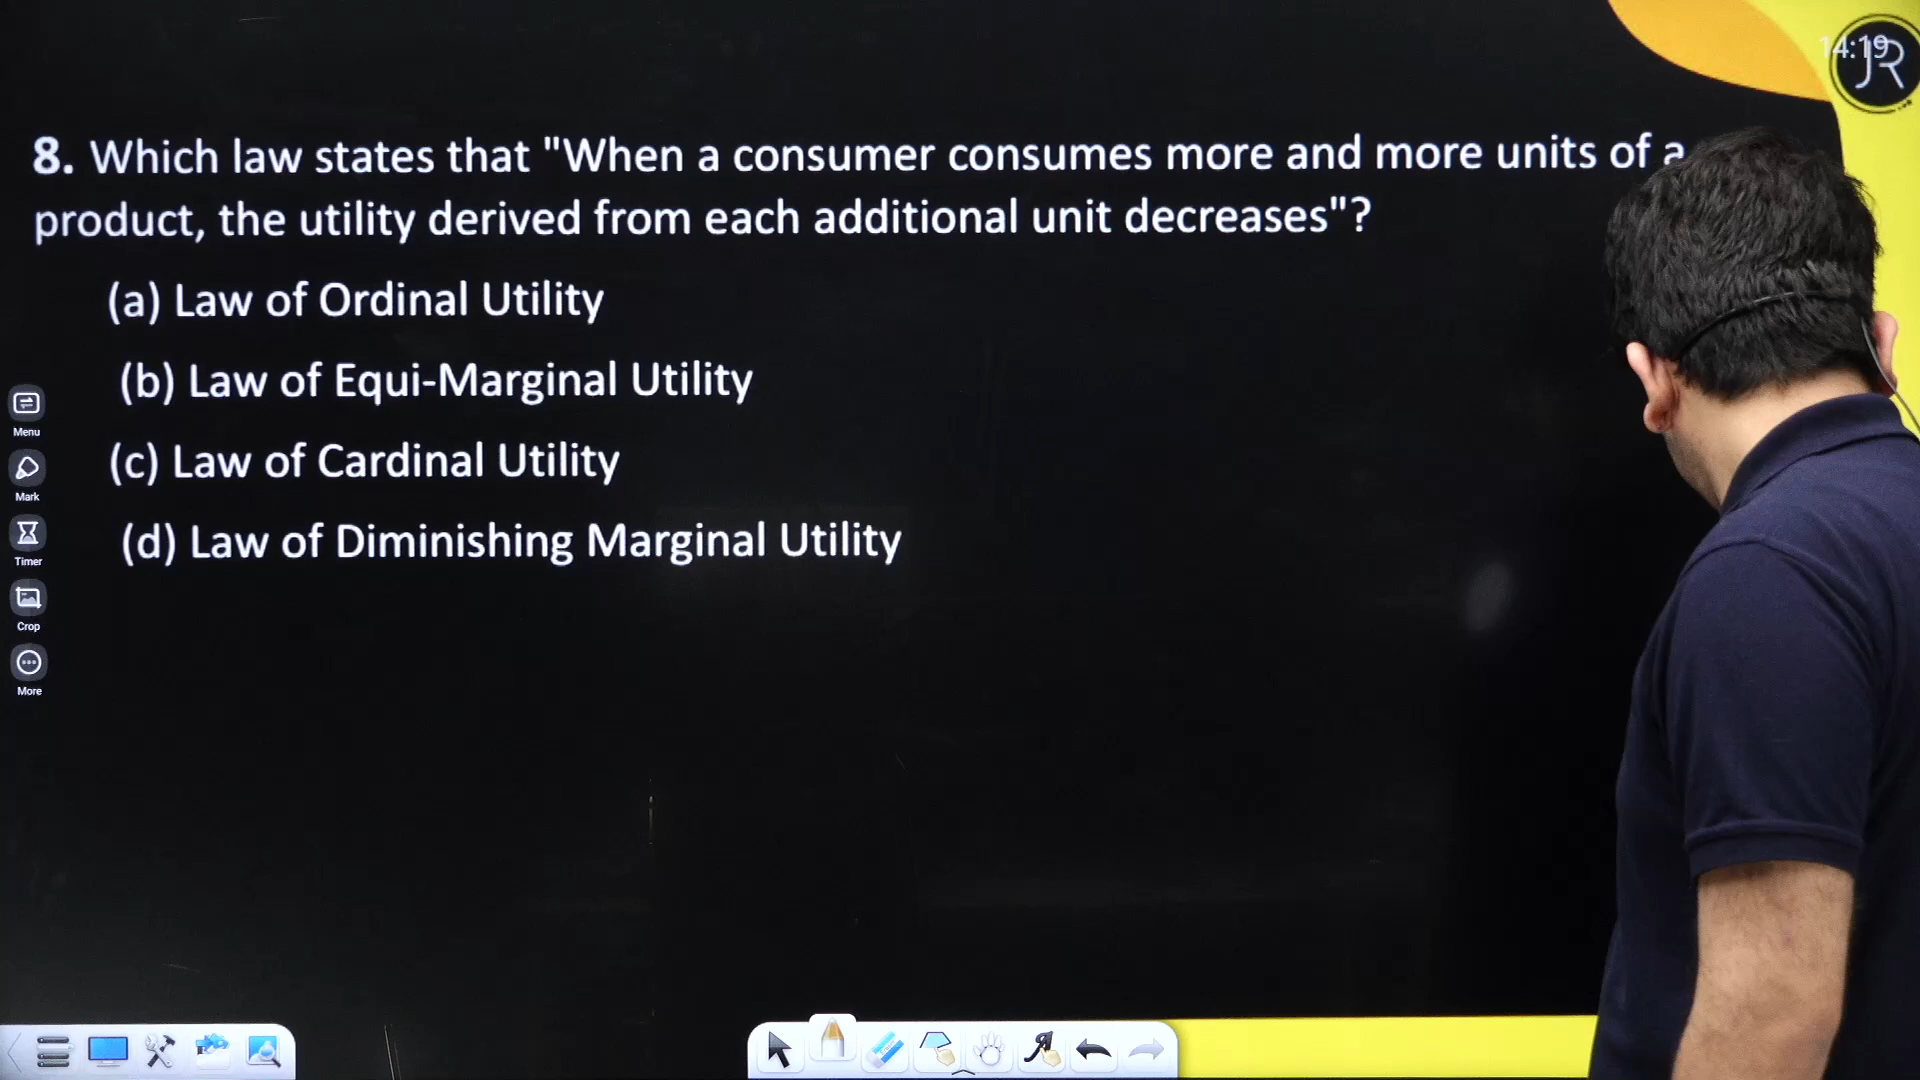 14:19
JR
8. Which law states that "When a consumer consumes more and more units of a
product, the utility derived from each additional unit decreases"?
(a) Law of Ordinal Utility
(b) Law of Equi-Marginal Utility
(c) Law of Cardinal Utility
(d) Law of Diminishing Marginal Utility
Menu
Mark
Timer
Crop
More